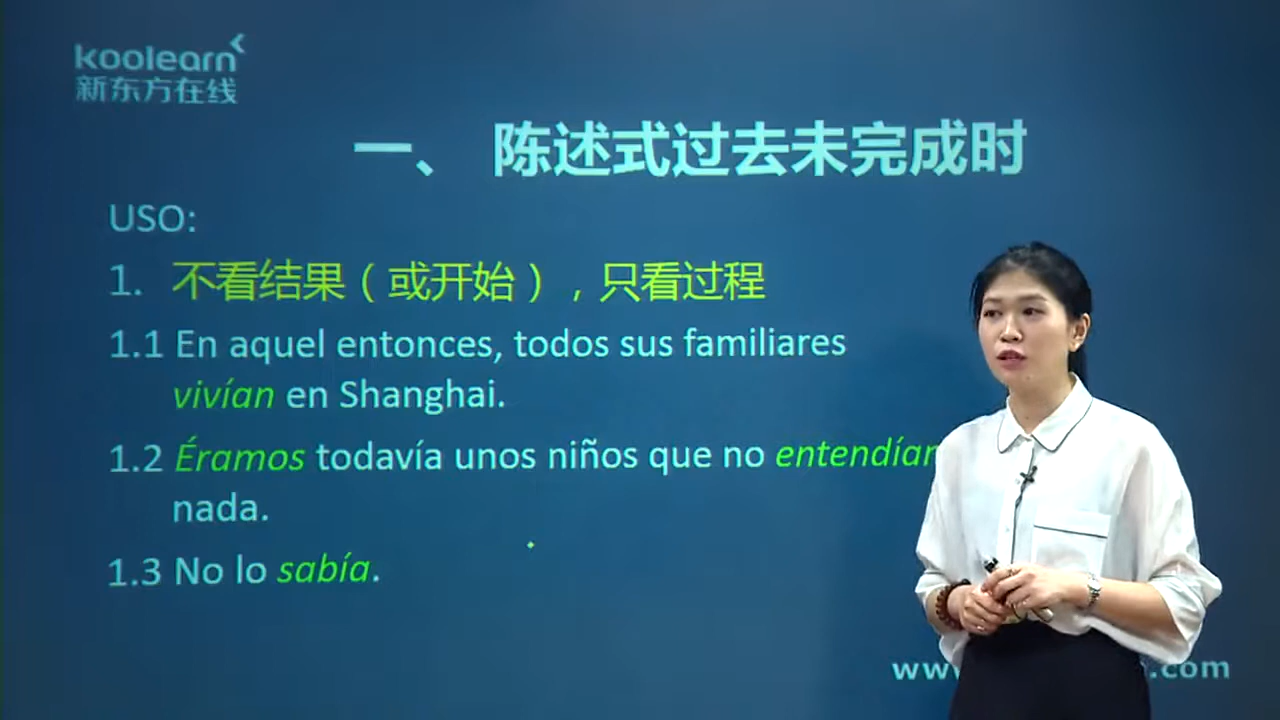 koolearn
新东方在线
一、 陈述式过去未完成时
USO:
1. 不看结果（或开始），只看过程
1.1 En aquel entonces, todos sus familiares
vivían en Shanghai.
1.2 Éramos todavía unos niños que no entendían
nada.
1.3 No lo sabía.